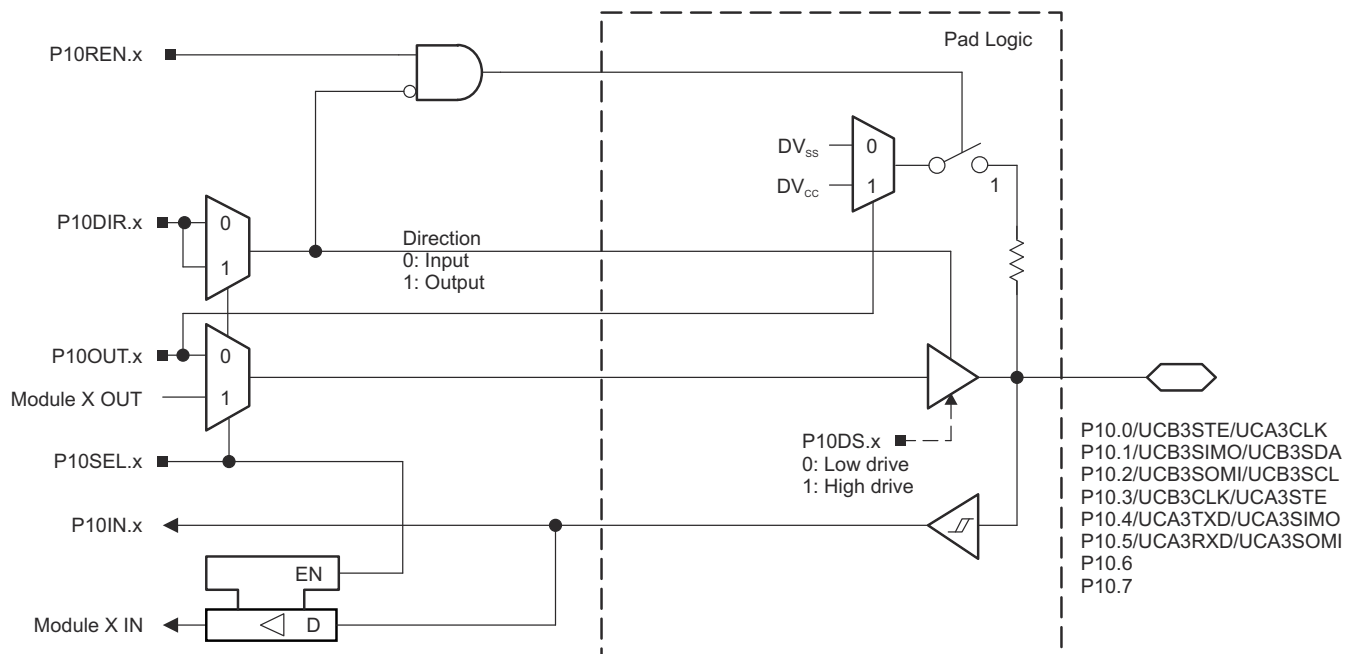 Pad Logic
P10REN.x
DVss
0
DVcc
1
1
P10DIR.x
0
1
Direction
0: Input
1: Output
P10OUT.x
0
Module X OUT
1
P10DS.x
0: Low drive
1: High drive
P10SEL.x
P10IN.x
EN
Module X IN
D
P10.0/UCB3STE/UCA3CLK
P10.1/UCB3SIMO/UCB3SDA
P10.2/UCB3SOMI/UCB3SCL
P10.3/UCB3CLK/UCA3STE
P10.4/UCA3TXD/UCA3SIMO
P10.5/UCA3RXD/UCA3SOMI
P10.6
P10.7